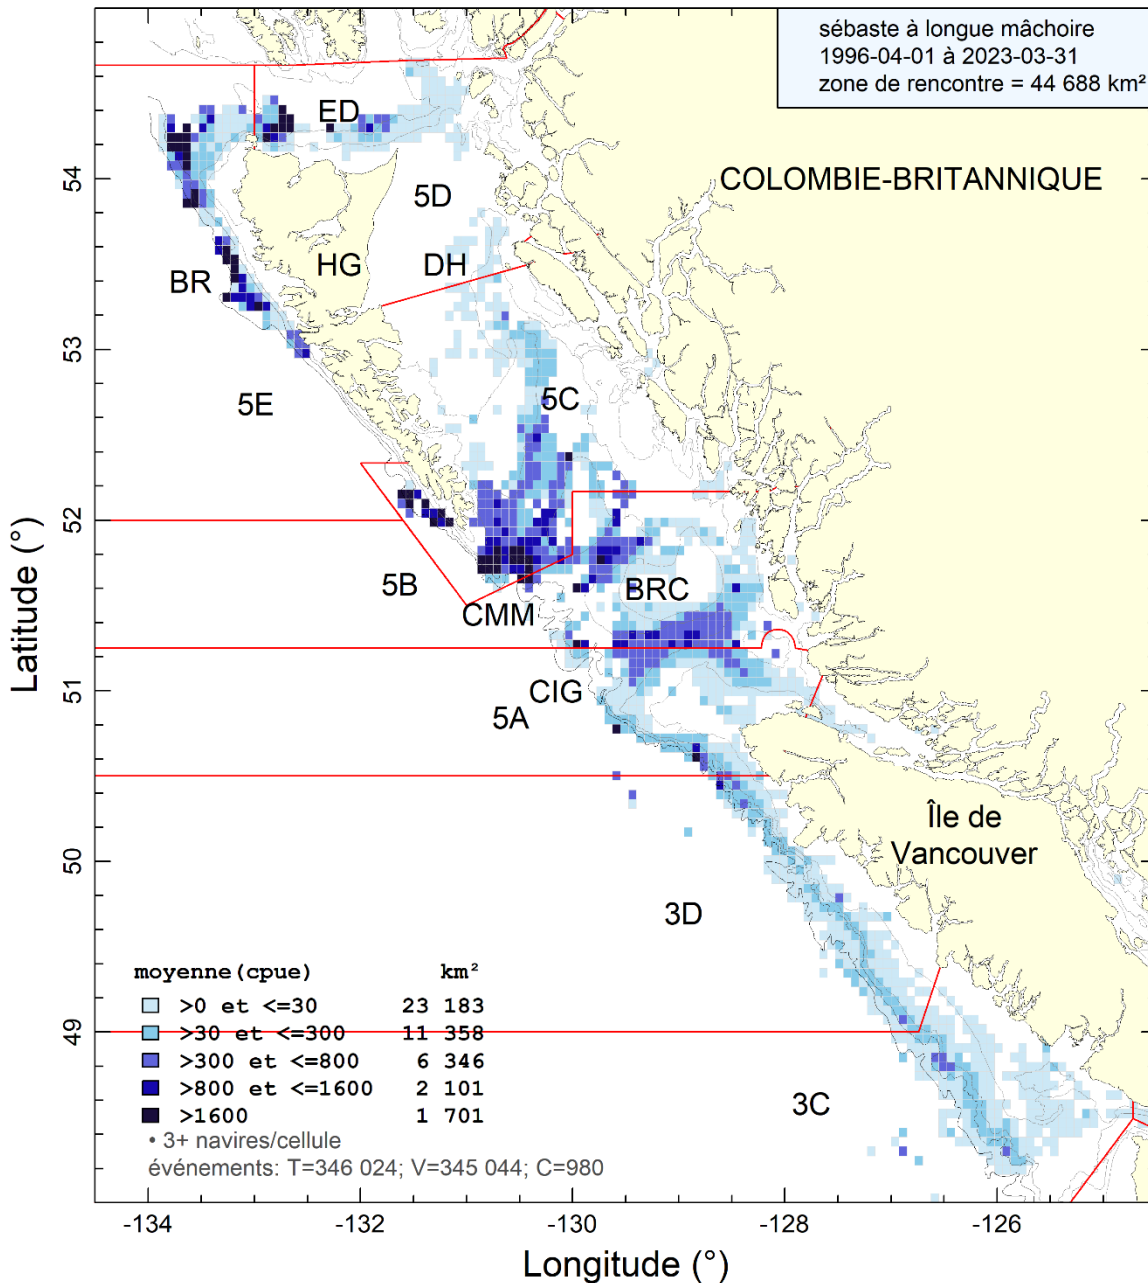 sébaste à longue mâchoire
1996-04-01 à 2023-03-31
zone de rencontre = 44 688 km²
ED
COLOMBIE-BRITANNIQUE
5D
HG
DH
BR
5E
5C
5B
BRC
CMM
CIG
5A
Île de
Vancouver
3D
3C
moyenne(cpue) km²
>0 et <=30 23 183
>30 et <=300 11 358
>300 et <=800 6 346
>800 et <=1600 2 101
>1600 1 701
• 3+ navires/cellule
événements: T=346 024; V=345 044; C=980
54
53
52
51
50
49
Latitude (°)
-134 -132 -130 -128 -126
Longitude (°)